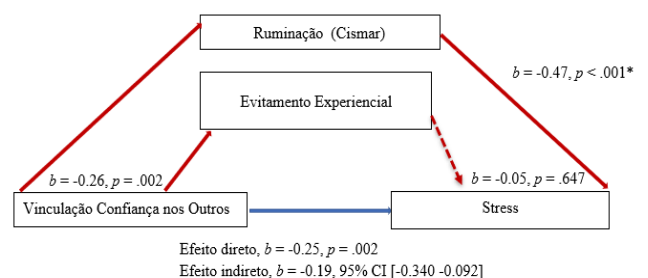 Ruminação (Cismar)
b = -0.47, p < .001*
Evitamento Experiencial
b = -0.26, p = .002
b = -0.05, p = .647
Vinculação Confiança nos Outros
Stress
Efeito direto, b = -0.25, p = .002
Efeito indireto, b = -0.19, 95% CI [-0.340 -0.092]